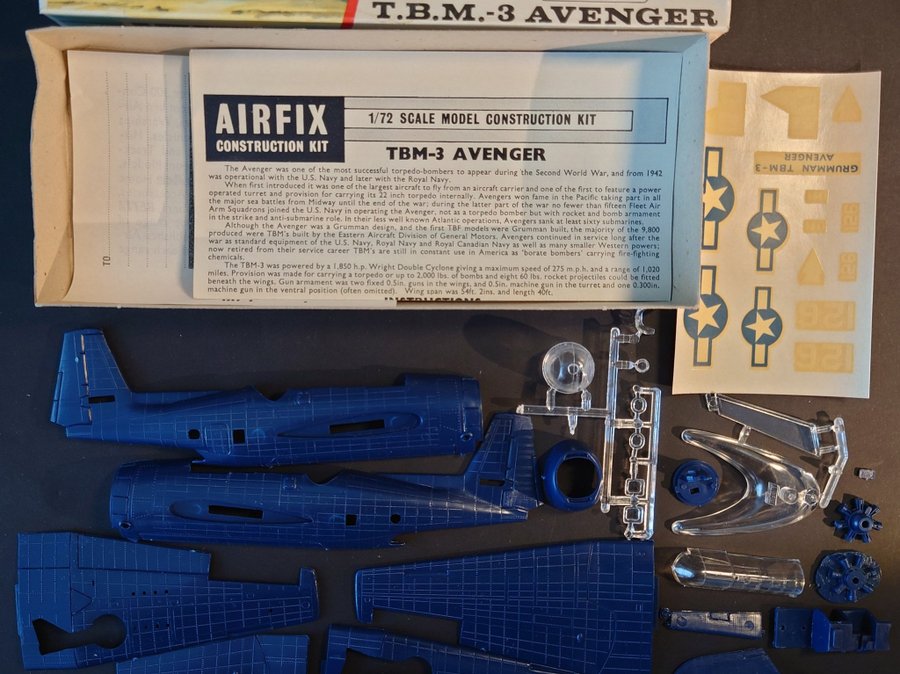 T.B.M.-3 AVENGER
AIRFIX
CONSTRUCTION KIT
1/72 SCALE MODEL CONSTRUCTION KIT
TBM-3 AVENGER
The Avenger was one of the most successful torpedo-bombers to appear during the Second World War, and from 1942
was operational with the U.S. Navy and later with the Royal Navy.
When first introduced it was one of the largest aircraft to fly from an aircraft carrier and one of the first to feature a power
operated turret and provision for carrying its 22 inch torpedo internally. Avengers won fame in the Pacific taking part in all
the major sea battles from Midway until the end of the war; during the latter part of the war no fewer than fifteen Fleet Air
Arm Squadrons joined the U.S. Navy in operating the Avenger, not as a torpedo bomber but with rocket and bomb armament
in the strike and anti-submarine role. In their less well known Atlantic operations, Avengers sank at least sixty submarines.
Although the Avenger was a Grumman design, and the first TBF models were Grumman built, the majority of the 9,800
produced were TBM's built by the Eastern Aircraft Division of General Motors. Avengers continued in service long after the
war as standard equipment of the U.S. Navy, Royal Navy and Royal Canadian Navy as well as many smaller Western powers;
now retired from their service career TBM's are still in constant use in America as 'borate bombers' carrying fire-fighting
chemicals.
The TBM-3 was powered by a 1,850 h.p. Wright Double Cyclone giving a maximum speed of 275 m.p.h. and a range of 1,020
miles. Provision was made for carrying a torpedo or up to 2,000 lbs. of bombs and eight 60 lbs. rocket projectiles could be fitted
beneath the wings. Gun armament was two fixed 0.5in. guns in the wings, and 0.5in. machine gun in the turret and one 0.300in.
machine gun in the ventral position (often omitted). Wing span was 54ft. 2ins. and length 40ft.
INSTRUCTIONS
TO
GRUMMAN TBM-3
AVENGER